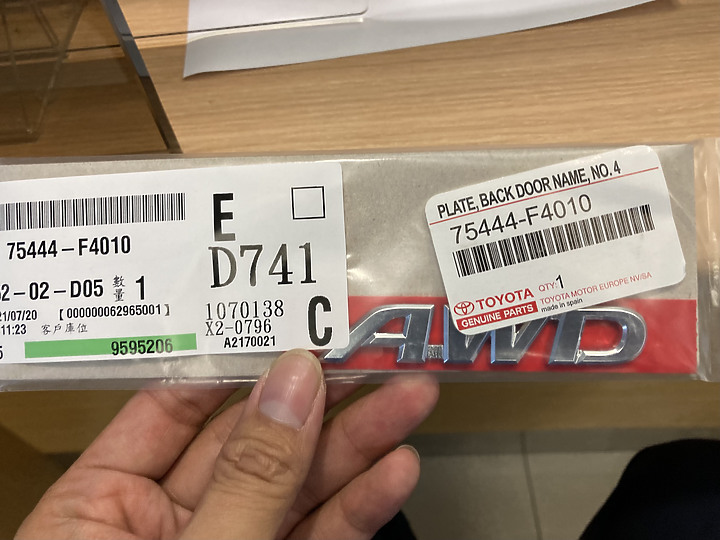 75444-F4010
2-02-D05 數量 1
21/07/20 [000000062965001]
11:23 客戶庫位
9595206
E
D741
1070138
X2-0796
A2170021
C
PLATE, BACK DOOR NAME, NO.4
75444-F4010
QTY: 1
TOYOTA
GENUINE PARTS
TOYOTA MOTOR EUROPE NV/SA
made in spain
AWD